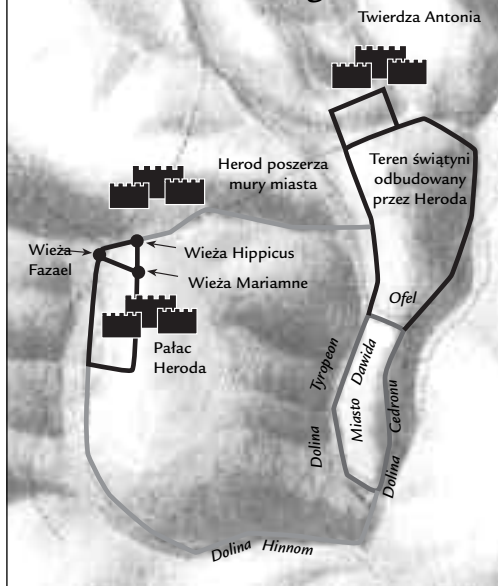 Twierdza Antonia
Herod poszerza
mury miasta
Teren świątyni
odbudowany
przez Heroda
Wieża
Fazael
Wieża Hippicus
Wieża Mariamne
Pałac
Heroda
Ofel
Miasto Dawida
Dolina Tyropeon
Dolina Cedronu
Dolina Hinnom